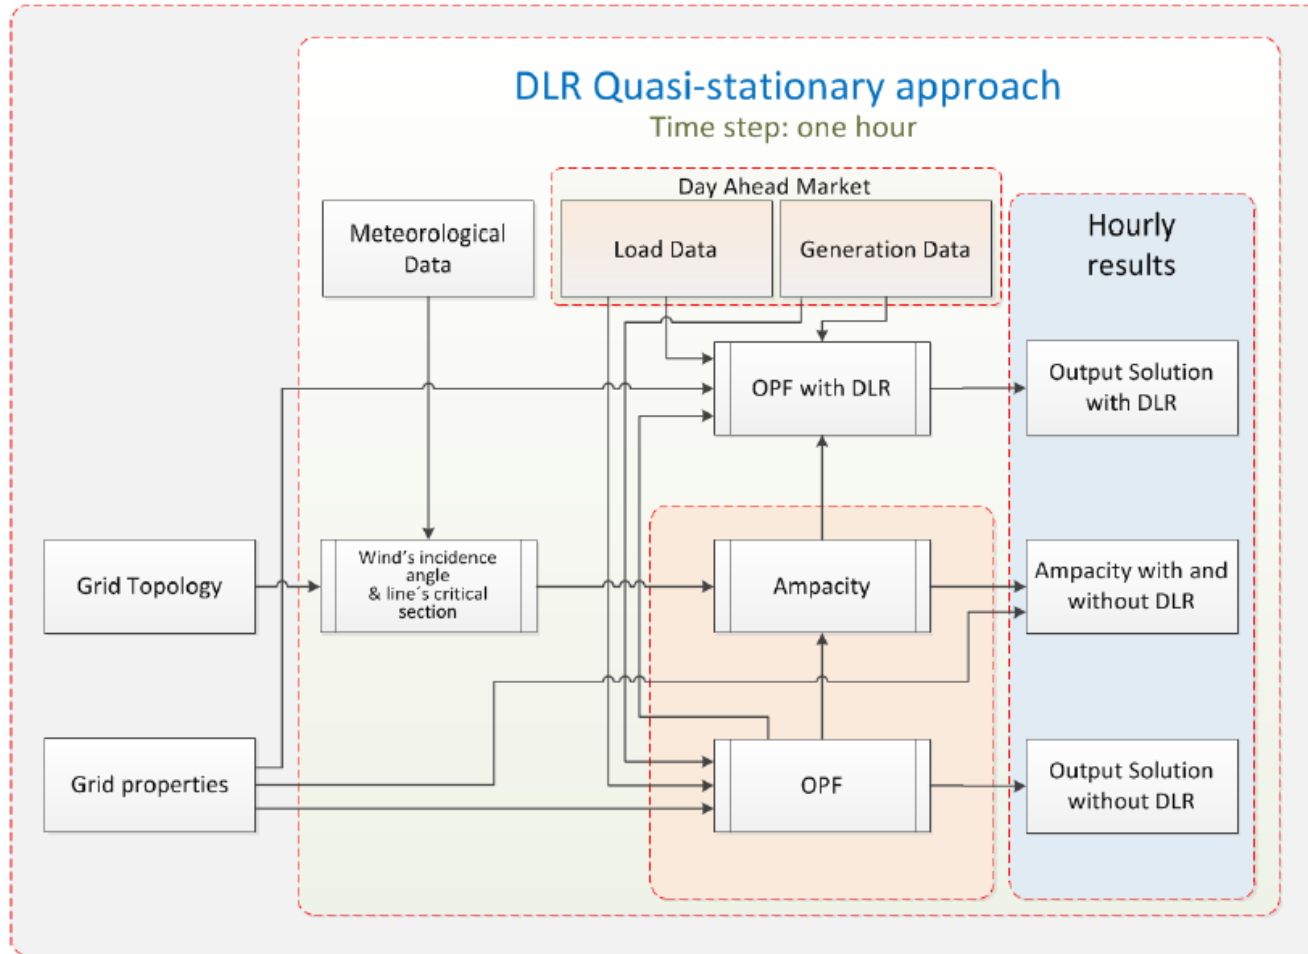 DLR Quasi-stationary approach
Time step: one hour
Day Ahead Market
Meteorological
Data
Load Data
Generation Data
Hourly
results
OPF with DLR
Output Solution
with DLR
Grid Topology
Wind´s incidence
angle
& line´s critical
section
Ampacity
Ampacity with and
without DLR
Grid properties
OPF
Output Solution
without DLR